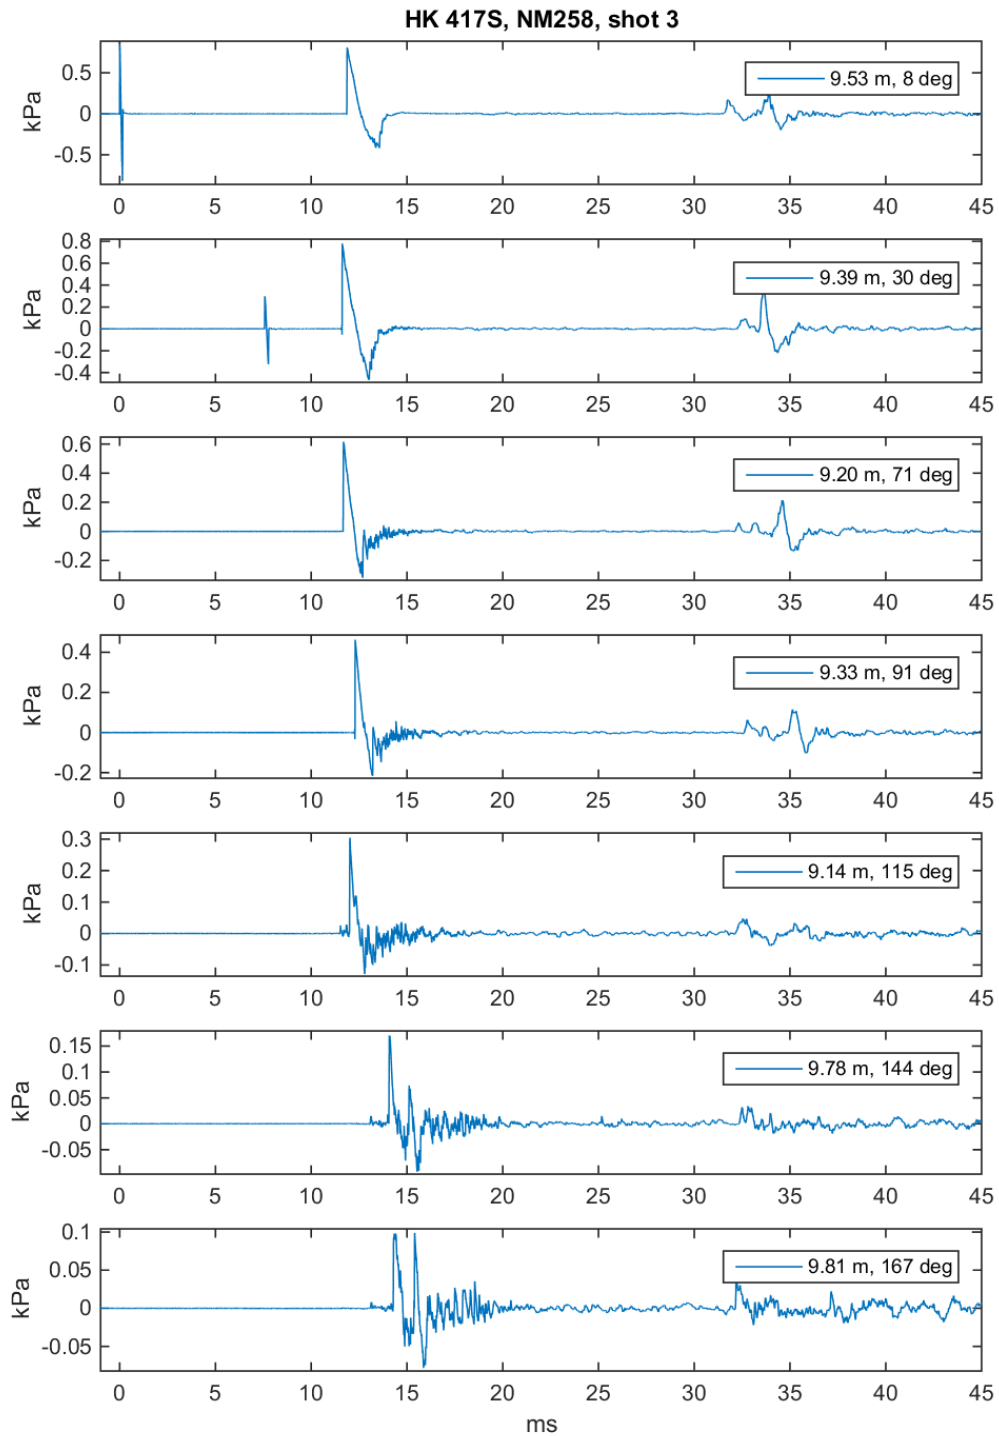 HK 417S, NM258, shot 3
0.5
0
-0.5
kPa
9.53 m, 8 deg
0 5 10 15 20 25 30 35 40 45
0.8
0.6
0.4
0.2
0
-0.2
-0.4
kPa
9.39 m, 30 deg
0 5 10 15 20 25 30 35 40 45
0.6
0.4
0.2
0
-0.2
kPa
9.20 m, 71 deg
0 5 10 15 20 25 30 35 40 45
0.4
0.2
0
-0.2
kPa
9.33 m, 91 deg
0 5 10 15 20 25 30 35 40 45
0.3
0.2
0.1
0
-0.1
kPa
9.14 m, 115 deg
0 5 10 15 20 25 30 35 40 45
0.15
0.1
0.05
0
-0.05
kPa
9.78 m, 144 deg
0 5 10 15 20 25 30 35 40 45
0.1
0.05
0
-0.05
kPa
9.81 m, 167 deg
0 5 10 15 20 25 30 35 40 45
ms